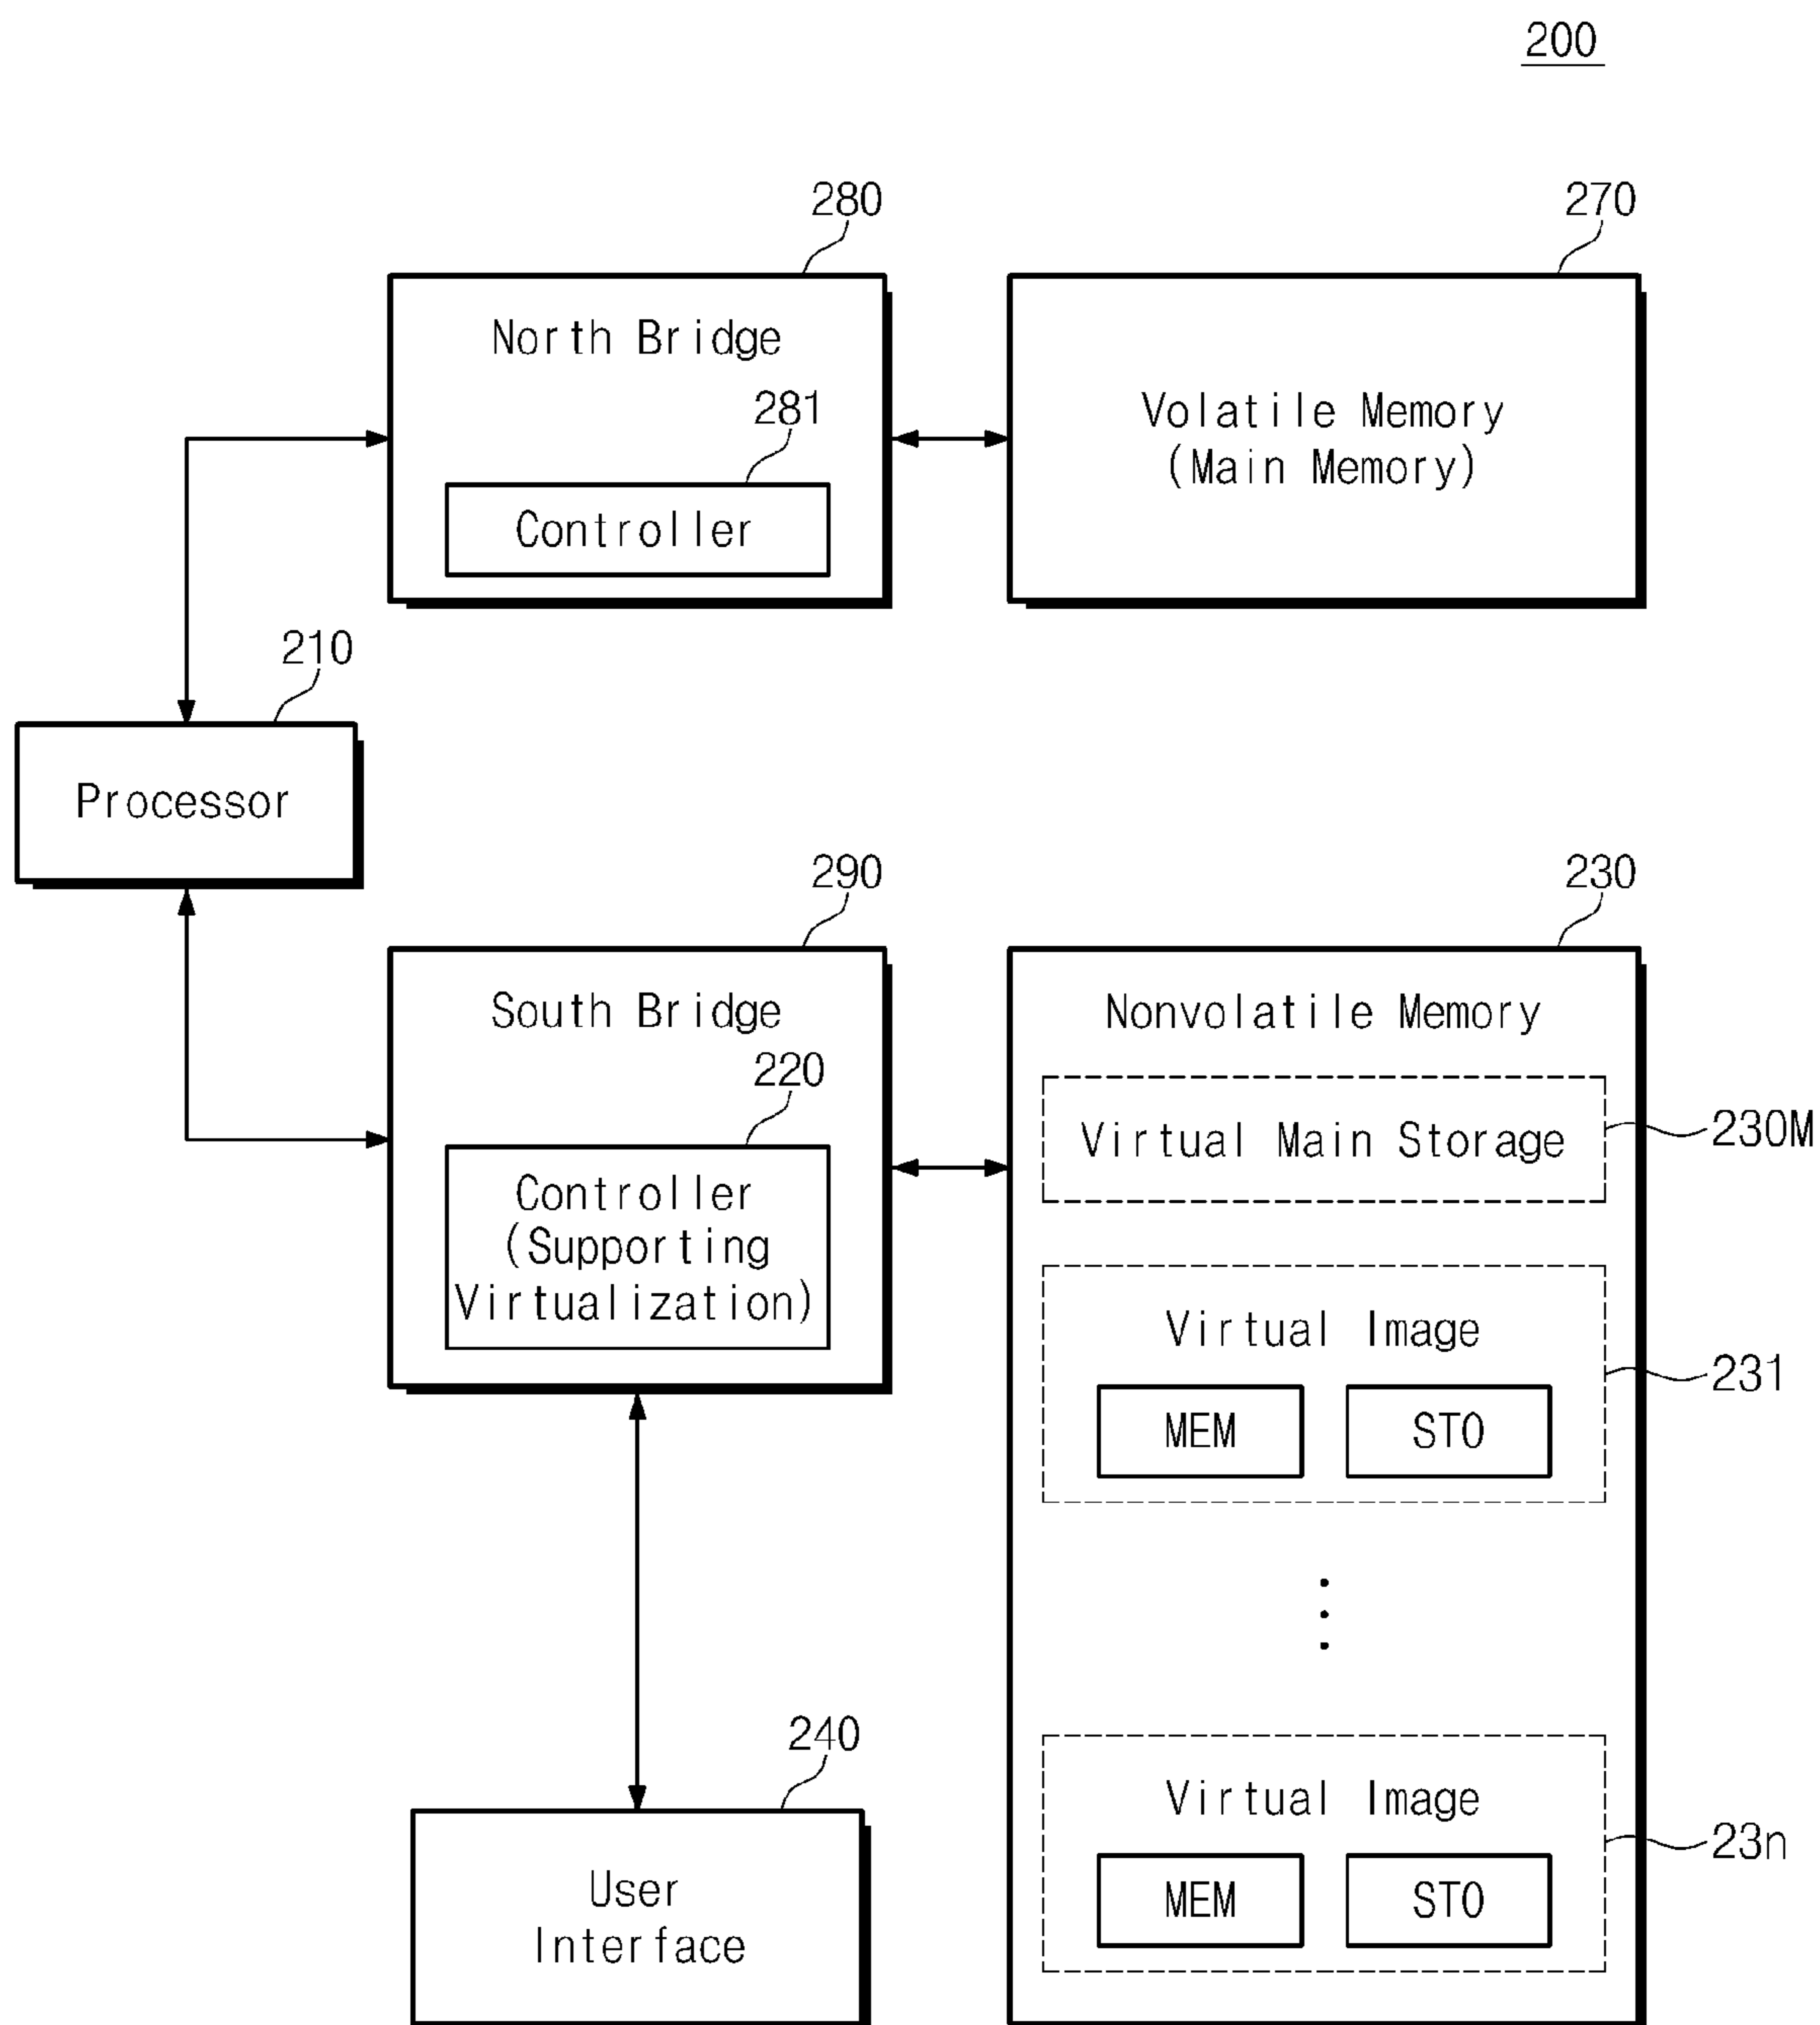 200
280
270
North Bridge
281
Controller
Volatile Memory
(Main Memory)
210
Processor
290
230
South Bridge
220
Controller
(Supporting
Virtualization)
Nonvolatile Memory
Virtual Main Storage
230M
Virtual Image
231
MEM
STO
240
User
Interface
Virtual Image
23n
MEM
STO